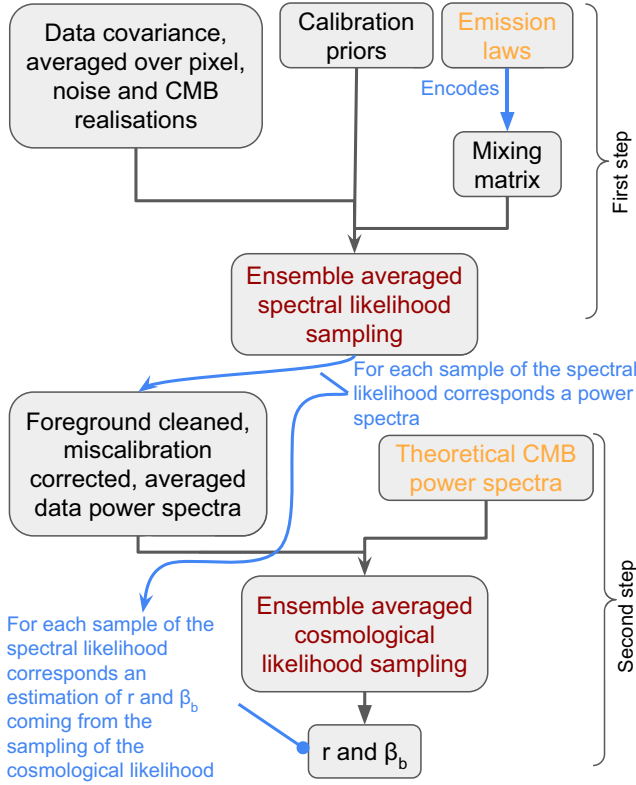 Data covariance,
averaged over pixel,
noise and CMB
realisations
Calibration
priors
Emission
laws
Encodes
Mixing
matrix
First step
Ensemble averaged
spectral likelihood
sampling
For each sample of the spectral
likelihood corresponds a power
spectra
Foreground cleaned,
miscalibration
corrected, averaged
data power spectra
Theoretical CMB
power spectra
Ensemble averaged
cosmological
likelihood sampling
Second step
For each sample of the
spectral likelihood
corresponds an
estimation of r and β_b
coming from the
sampling of the
cosmological likelihood
r and β_b